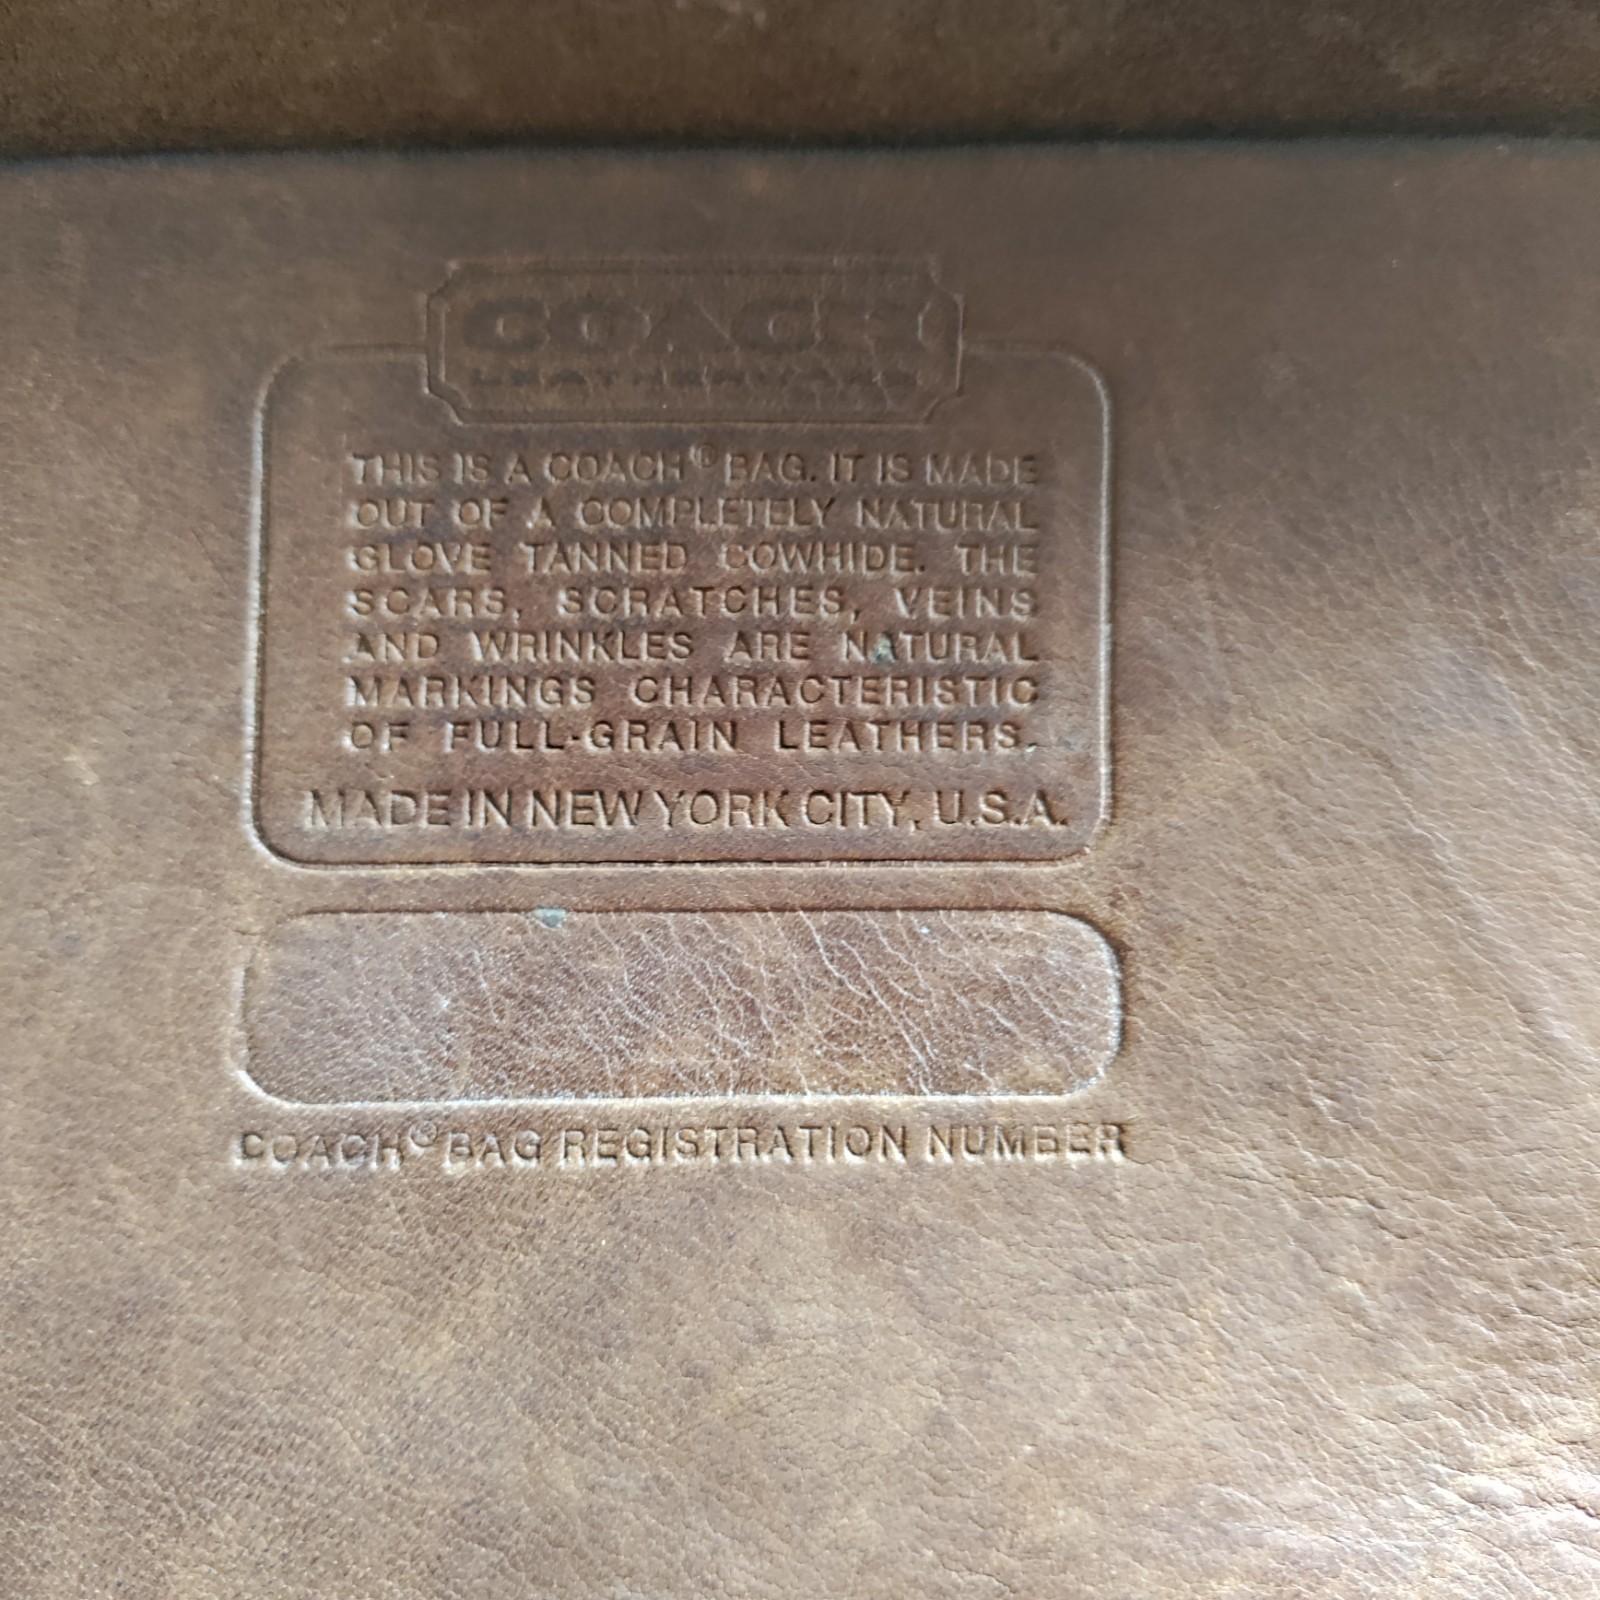 COACH
LEATHERWARE
THIS IS A COACH® BAG. IT IS MADE
OUT OF A COMPLETELY NATURAL
GLOVE TANNED COWHIDE. THE
SCARS, SCRATCHES, VEINS
AND WRINKLES ARE NATURAL
MARKINGS CHARACTERISTIC
OF FULL-GRAIN LEATHERS.
MADE IN NEW YORK CITY, U.S.A.
COACH® BAG REGISTRATION NUMBER